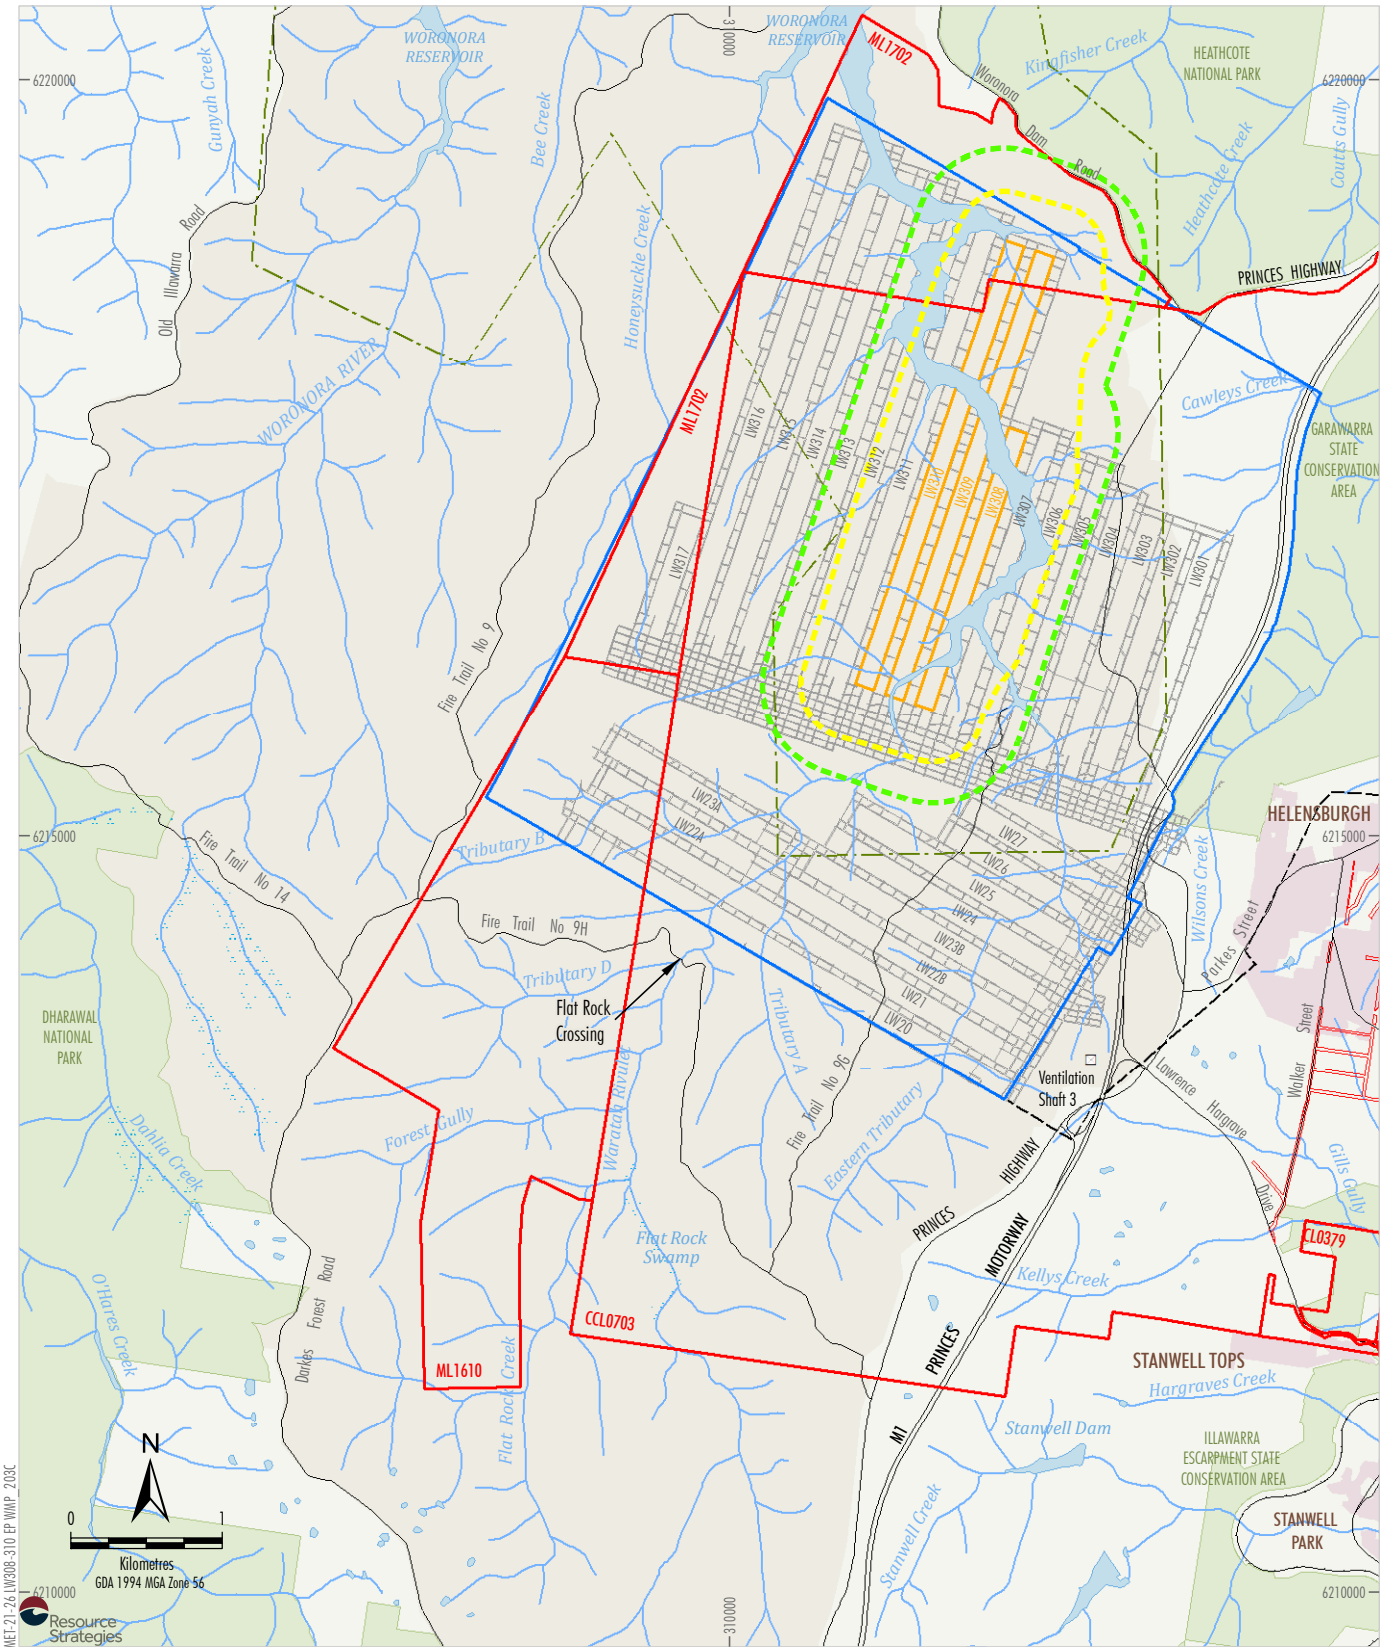 WORONORA
RESERVOIR
310000
WORONORA
RESERVOIR
ML1702
Kingfisher Creek
HEATHCOTE
NATIONAL PARK
6220000
6220000
Gunyah Creek
Bee Creek
Woronora
Dam
Road
Coutts Gully
Heathcote Creek
Old Illawarra Road
Honeysuckle Creek
PRINCES HIGHWAY
WORONORA RIVER
ML1702
Cawleys Creek
GARAWARRA
STATE
CONSERVATION
AREA
LW316
LW315
LW314
LW313
LW312
LW311
LW310
LW309
LW308
LW307
LW306
LW305
LW304
LW303
LW302
LW301
LW317
Fire Trail No 9
HELENSBURGH
6215000
6215000
LW23A
LW22A
LW27
LW26
LW25
LW24
LW23B
LW22B
LW21
LW20
Tributary B
Fire Trail No 14
Fire Trail No 9H
Tributary D
Flat Rock
Crossing
Tributary A
Wilsons Creek
Parkes Street
DHARAWAL
NATIONAL
PARK
Walker Street
Ventilation
Shaft 3
Lawrence Hargrave Drive
Fire Trail No 9G
Eastern Tributary
Waratah Rivulet
Forest Gully
Dahlia Creek
Gills Gully
PRINCES HIGHWAY
Flat Rock
Swamp
CL0379
M1 PRINCES MOTORWAY
Kellys Creek
O'Hares Creek
Darkes Forest Road
CCL0703
ML1610
Flat Rock Creek
STANWELL TOPS
Hargraves Creek
Stanwell Dam
ILLAWARRA
ESCARPMENT STATE
CONSERVATION AREA
Stanwell Creek
STANWELL
PARK
N
0 1
Kilometres
GDA 1994 MGA Zone 56
6210000
6210000
310000
Resource
Strategies
MET-21-26 LW308-310 EP WMP_203C